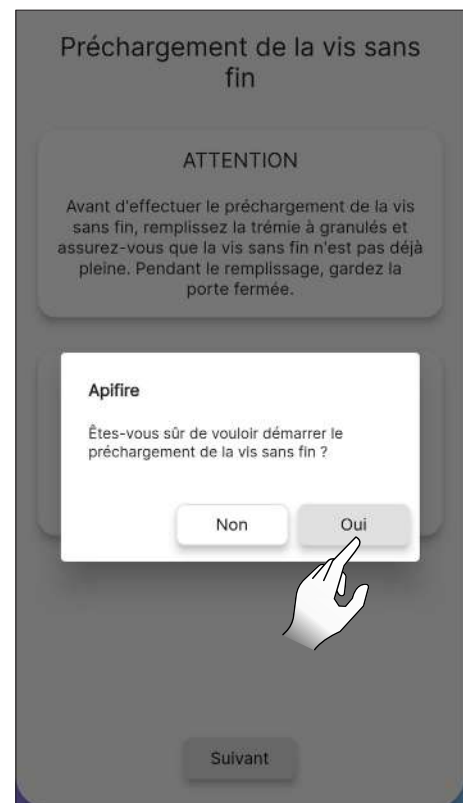 Préchargement de la vis sans
fin
ATTENTION
Avant d'effectuer le préchargement de la vis
sans fin, remplissez la trémie à granulés et
assurez-vous que la vis sans fin n'est pas déjà
pleine. Pendant le remplissage, gardez la
porte fermée.
Apifire
Êtes-vous sûr de vouloir démarrer le
préchargement de la vis sans fin ?
Non
Oui
Suivant